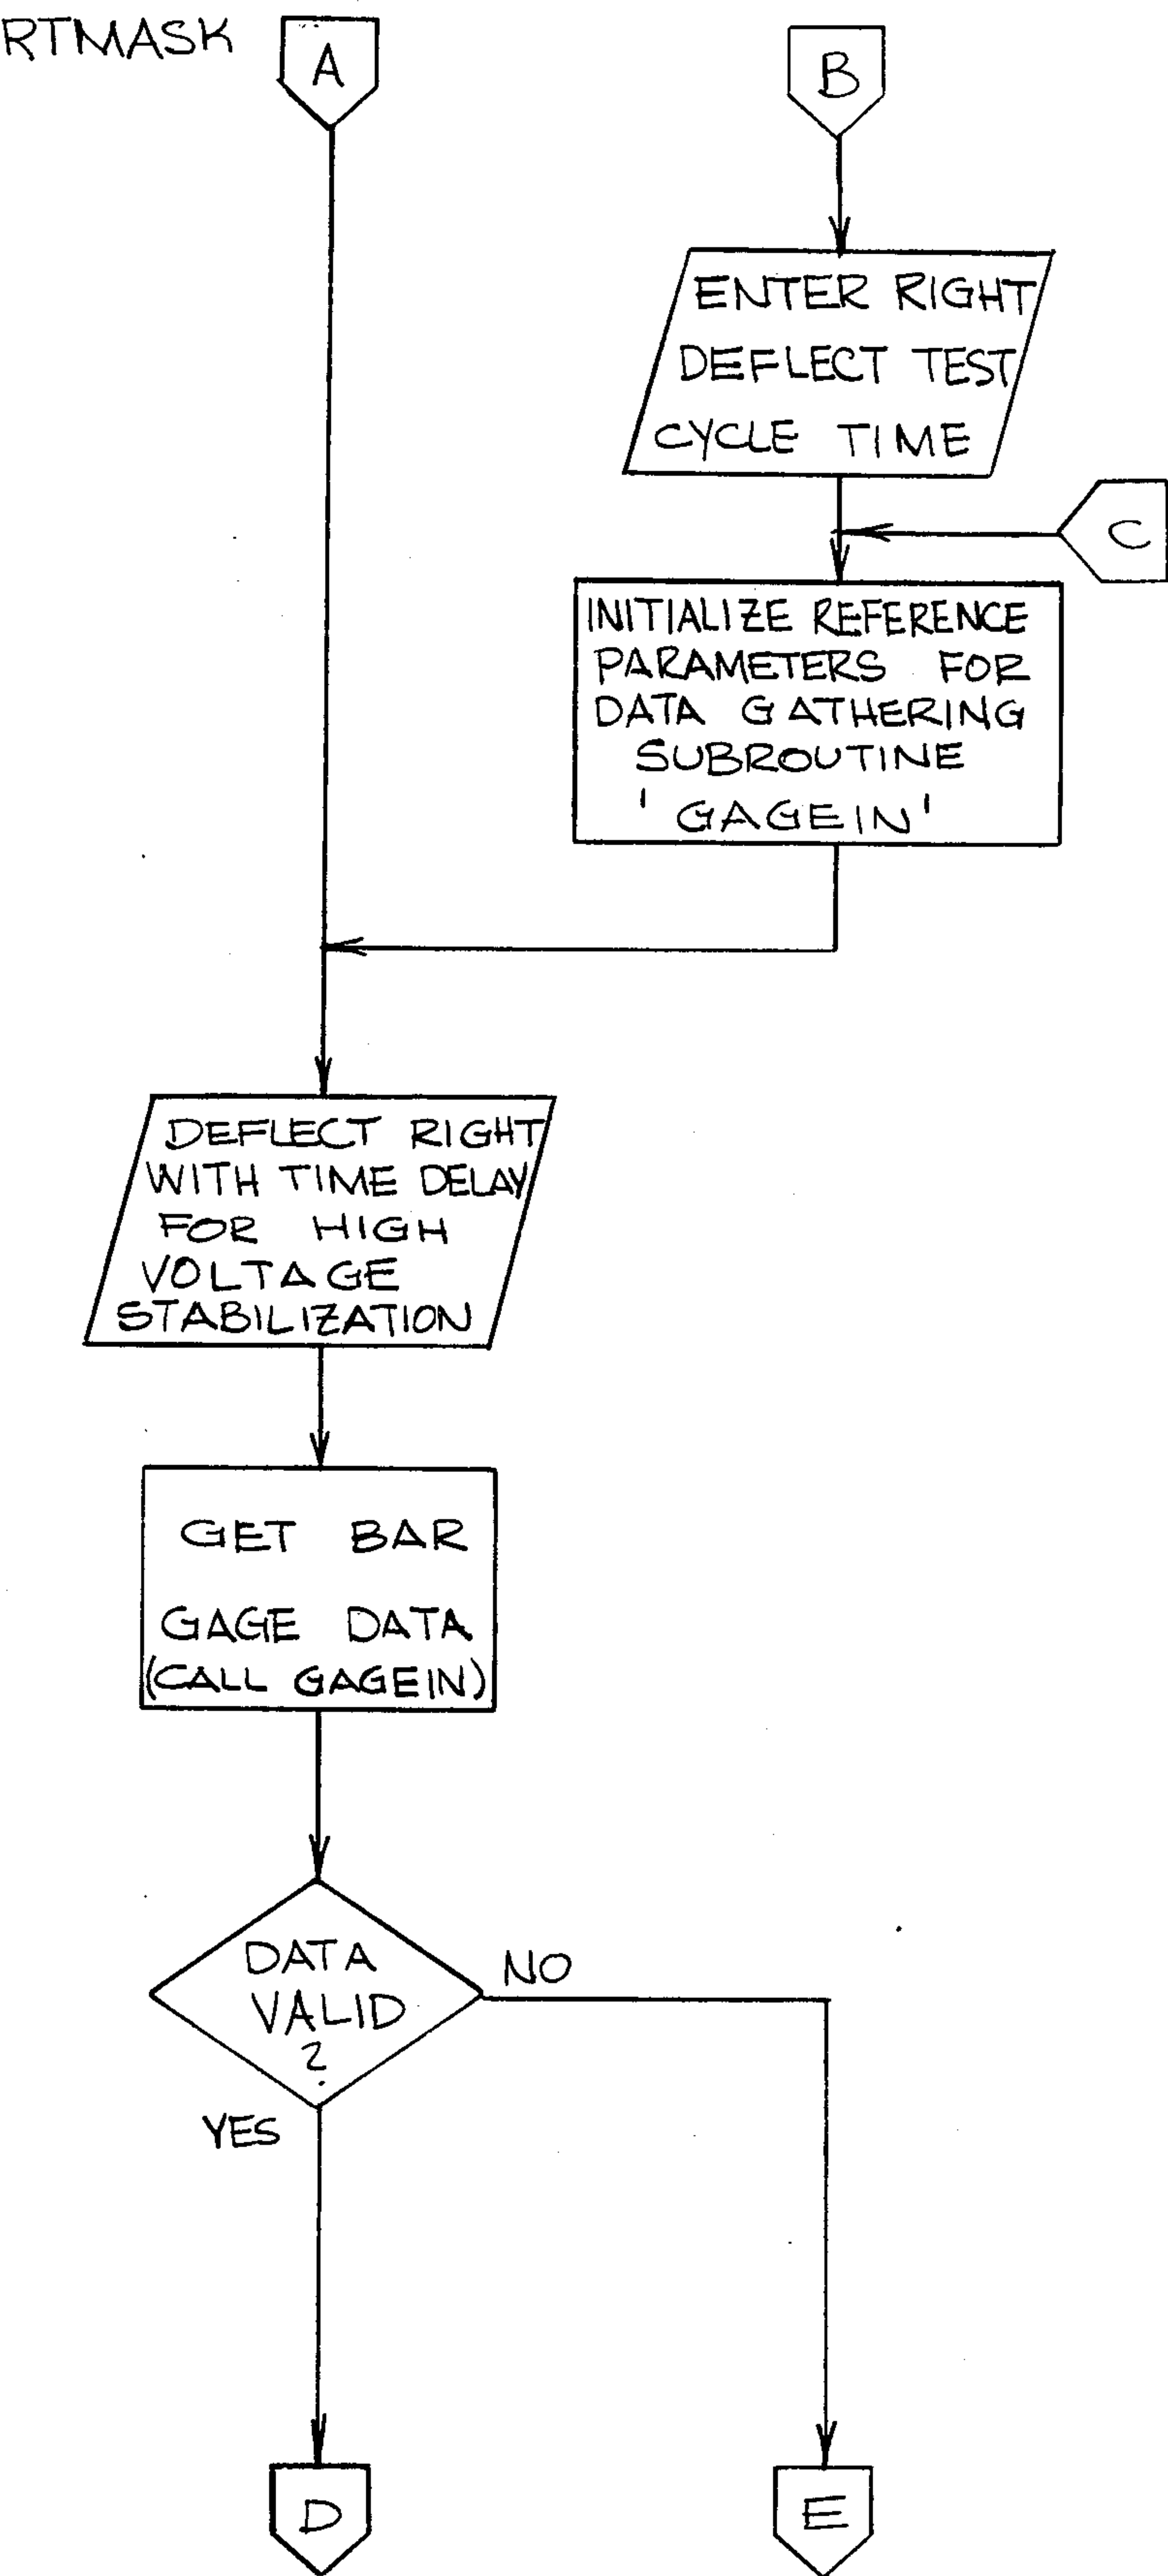 RTMASK
A
B
ENTER RIGHT
DEFLECT TEST
CYCLE TIME
C
INITIALIZE REFERENCE
PARAMETERS FOR
DATA GATHERING
SUBROUTINE
'GAGEIN'
DEFLECT RIGHT
WITH TIME DELAY
FOR HIGH
VOLTAGE
STABILIZATION
GET BAR
GAGE DATA
(CALL GAGEIN)
DATA
VALID
?
NO
YES
D
E